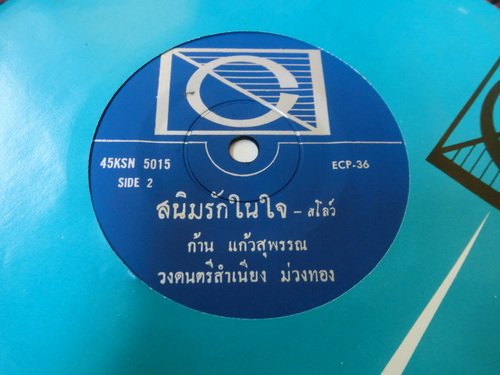 45KSN 5015 ECP-36
SIDE 2
สนิมรักในใจ – สโลว์
ก้าน แก้วสุพรรณ
วงดนตรีสำเนียง ม่วงทอง